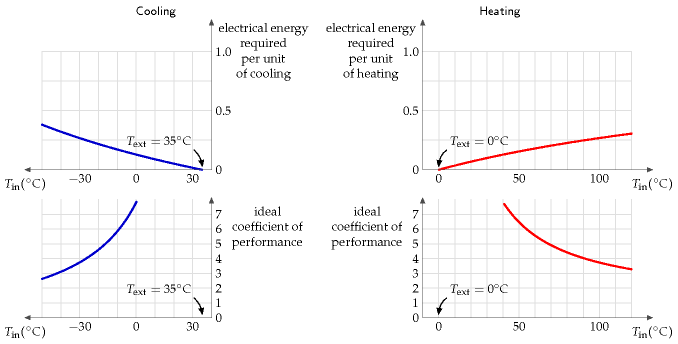 Cooling
electrical energy
required
per unit
of cooling
1.0
0.5
0
T_ext = 35°C
T_in(°C)
−30
0
30
ideal
coefficient of
performance
7
6
5
4
3
2
1
0
T_ext = 35°C
T_in(°C)
−30
0
30
Heating
electrical energy
required
per unit
of heating
1.0
0.5
0
T_ext = 0°C
0
50
100
T_in(°C)
ideal
coefficient of
performance
7
6
5
4
3
2
1
0
T_ext = 0°C
0
50
100
T_in(°C)